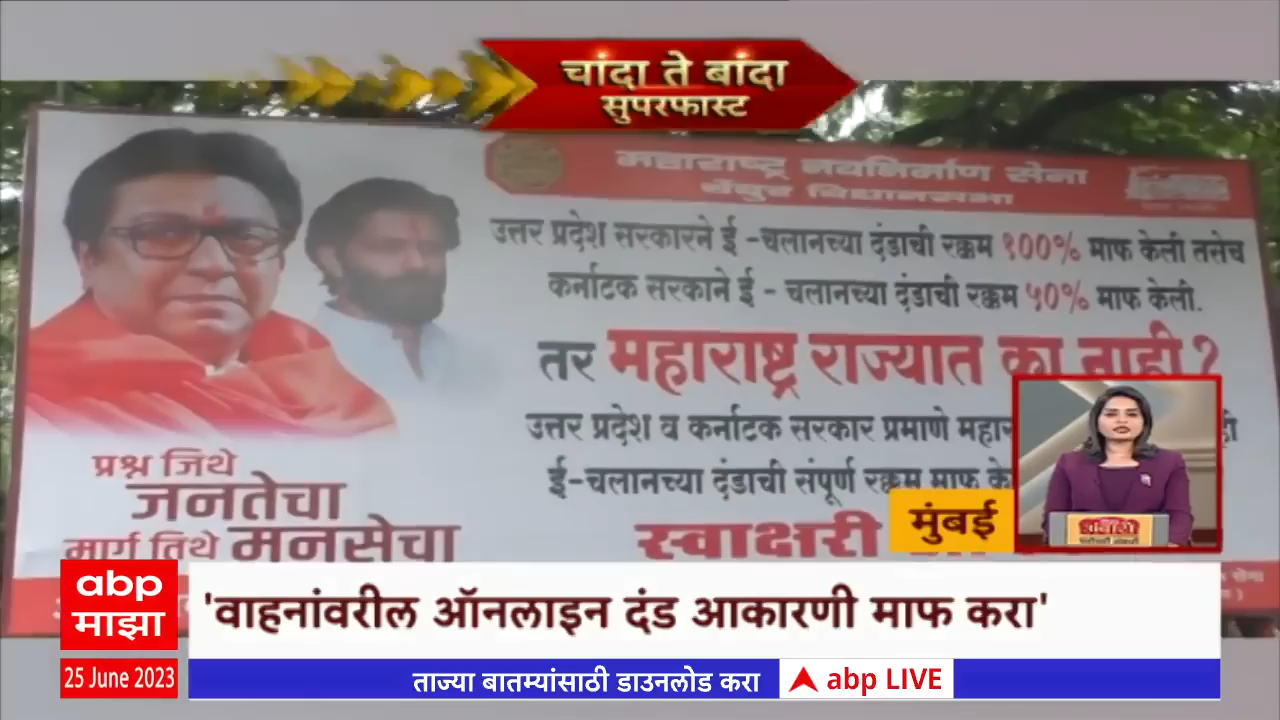 चांदा ते बांदा
सुपरफास्ट
महाराष्ट्र नवनिर्माण सेना
चेंबुर विधानसभा
उत्तर प्रदेश सरकारने ई -चलानच्या दंडाची रक्कम १००% माफ केली तसेच
कर्नाटक सरकाने ई - चलानच्या दंडाची रक्कम ५०% माफ केली.
तर महाराष्ट्र राज्यात का नाही?
उत्तर प्रदेश व कर्नाटक सरकार प्रमाणे
ई-चलानच्या दंडाची संपूर्ण रक्कम माफ
स्वाक्षरी
प्रश्न जिथे
जनतेचा
मार्ग तिथे मनसेचा
मुंबई
abp
माझा
'वाहनांवरील ऑनलाइन दंड आकारणी माफ करा'
25 June 2023
ताज्या बातम्यांसाठी डाउनलोड करा
abp LIVE